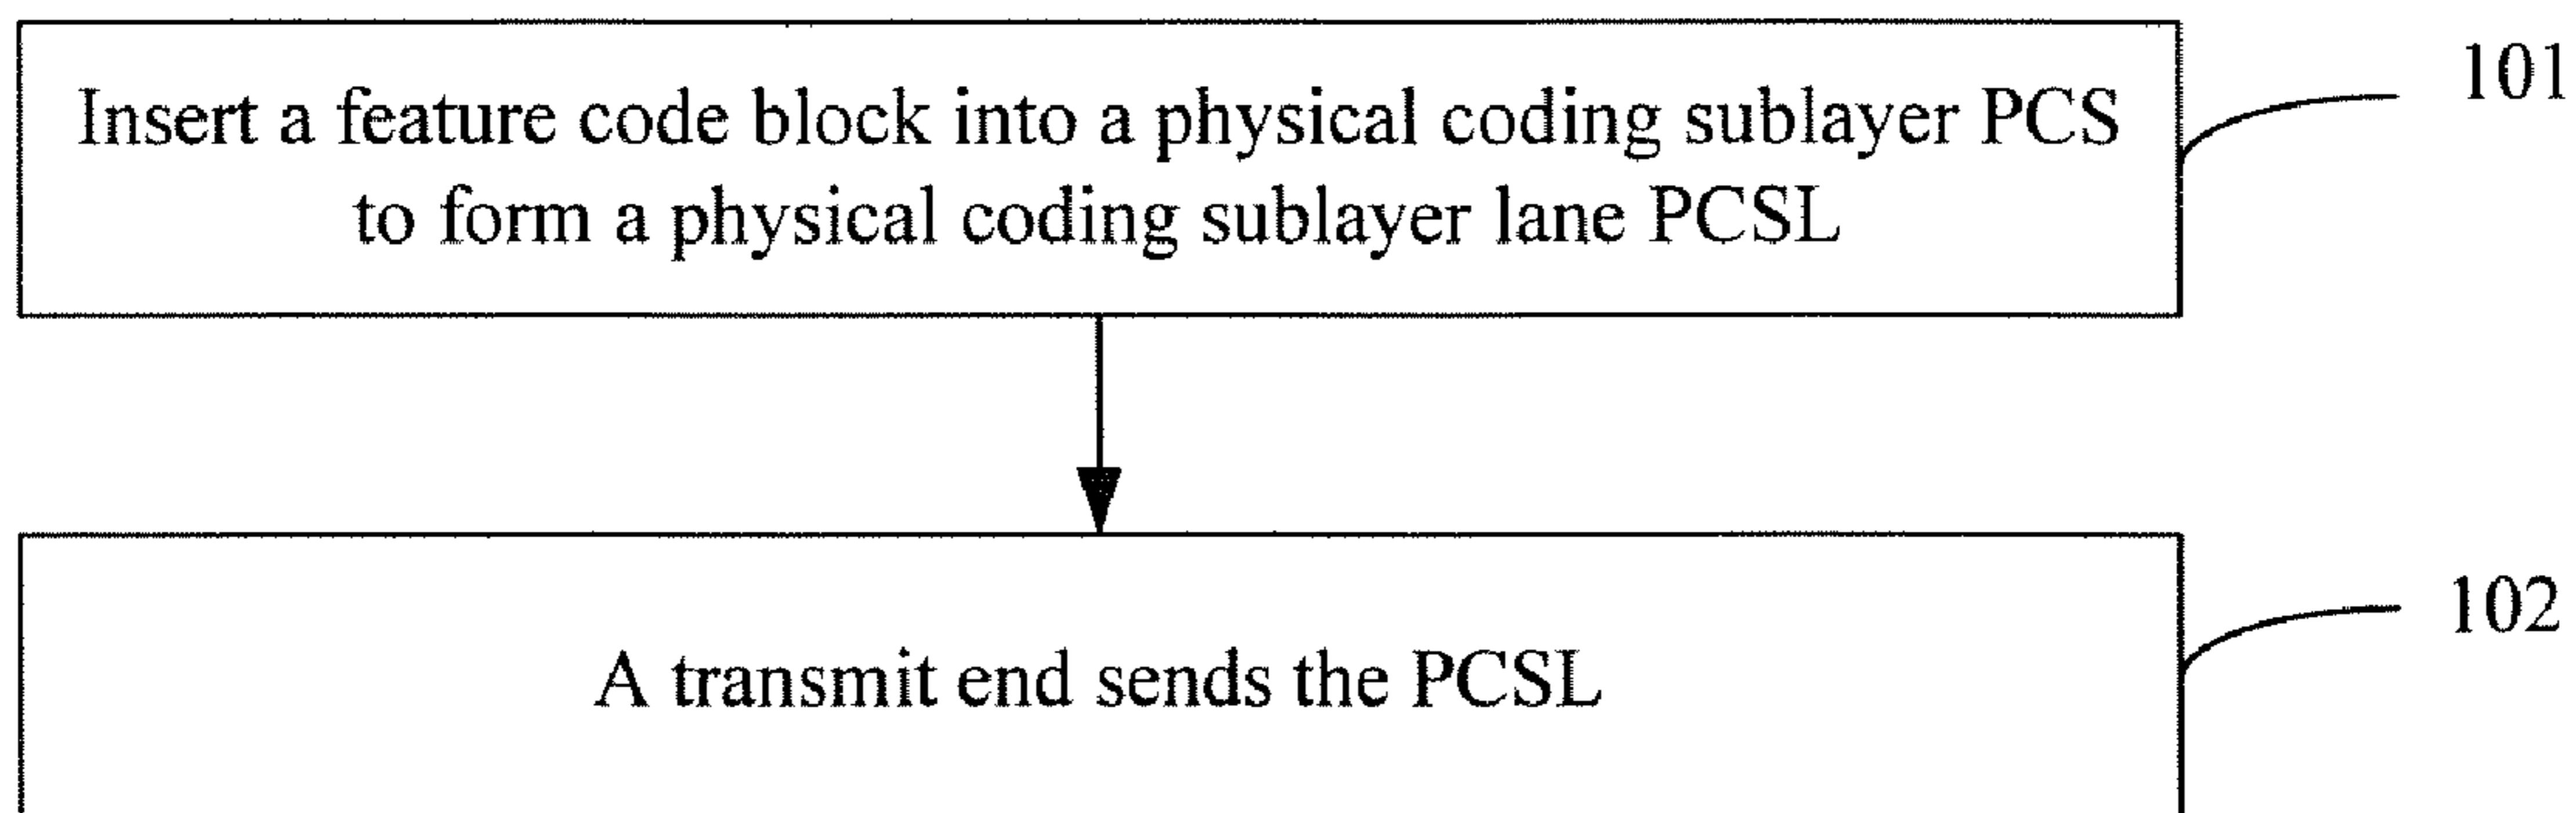 Insert a feature code block into a physical coding sublayer PCS
to form a physical coding sublayer lane PCSL
101
A transmit end sends the PCSL
102